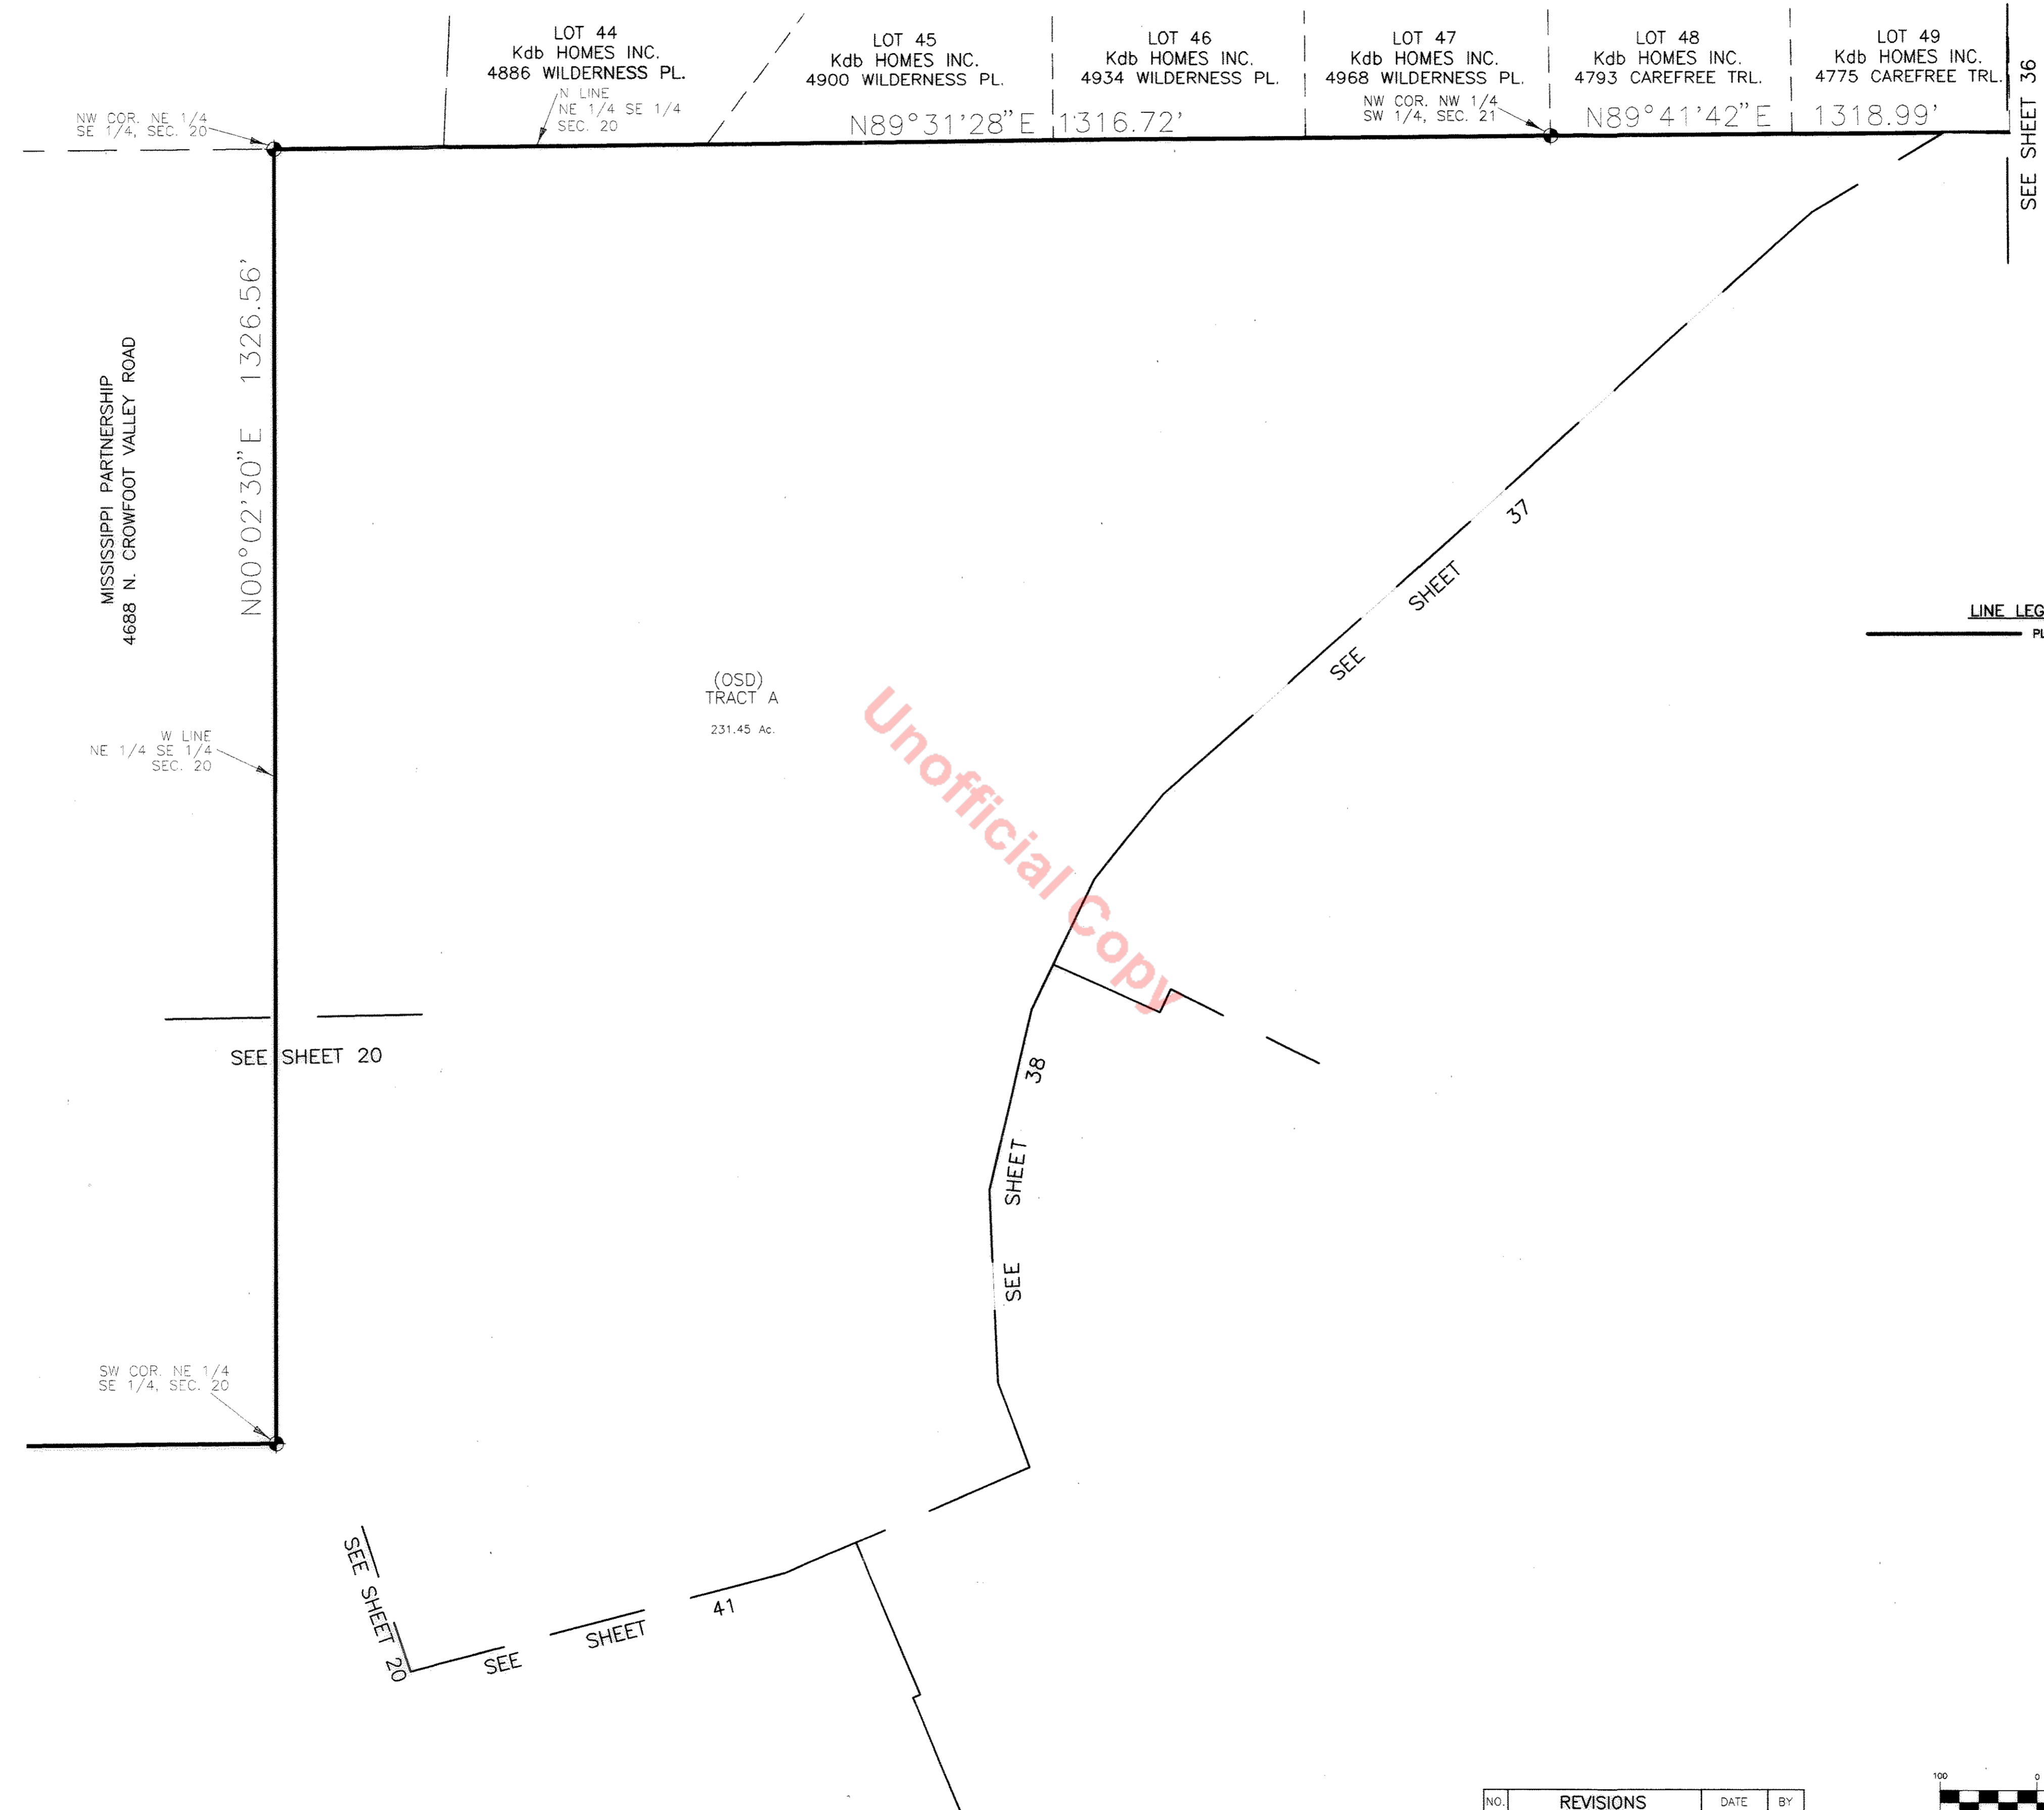 LOT 44
Kdb HOMES INC.
4886 WILDERNESS PL.
LOT 45
Kdb HOMES INC.
4900 WILDERNESS PL.
LOT 46
Kdb HOMES INC.
4934 WILDERNESS PL.
LOT 47
Kdb HOMES INC.
4968 WILDERNESS PL.
LOT 48
Kdb HOMES INC.
4793 CAREFREE TRL.
LOT 49
Kdb HOMES INC.
4775 CAREFREE TRL.
SEE SHEET 36
NW COR. NE 1/4
SE 1/4, SEC. 20
N LINE
NE 1/4 SE 1/4
SEC. 20
N89°31'28"E 1316.72'
NW COR. NW 1/4
SW 1/4, SEC. 21
N89°41'42"E 1318.99'
MISSISSIPPI PARTNERSHIP
4688 N. CROWFOOT VALLEY ROAD
N00°02'30"E 1326.56'
SEE SHEET 37
LINE LEG
(OSD)
TRACT A
231.45 Ac.
W LINE
NE 1/4 SE 1/4
SEC. 20
Unofficial Copy
SEE SHEET 20
SEE SHEET 38
SW COR. NE 1/4
SE 1/4, SEC. 20
SEE SHEET 20
SEE SHEET 41
NO. REVISIONS DATE BY
100 0